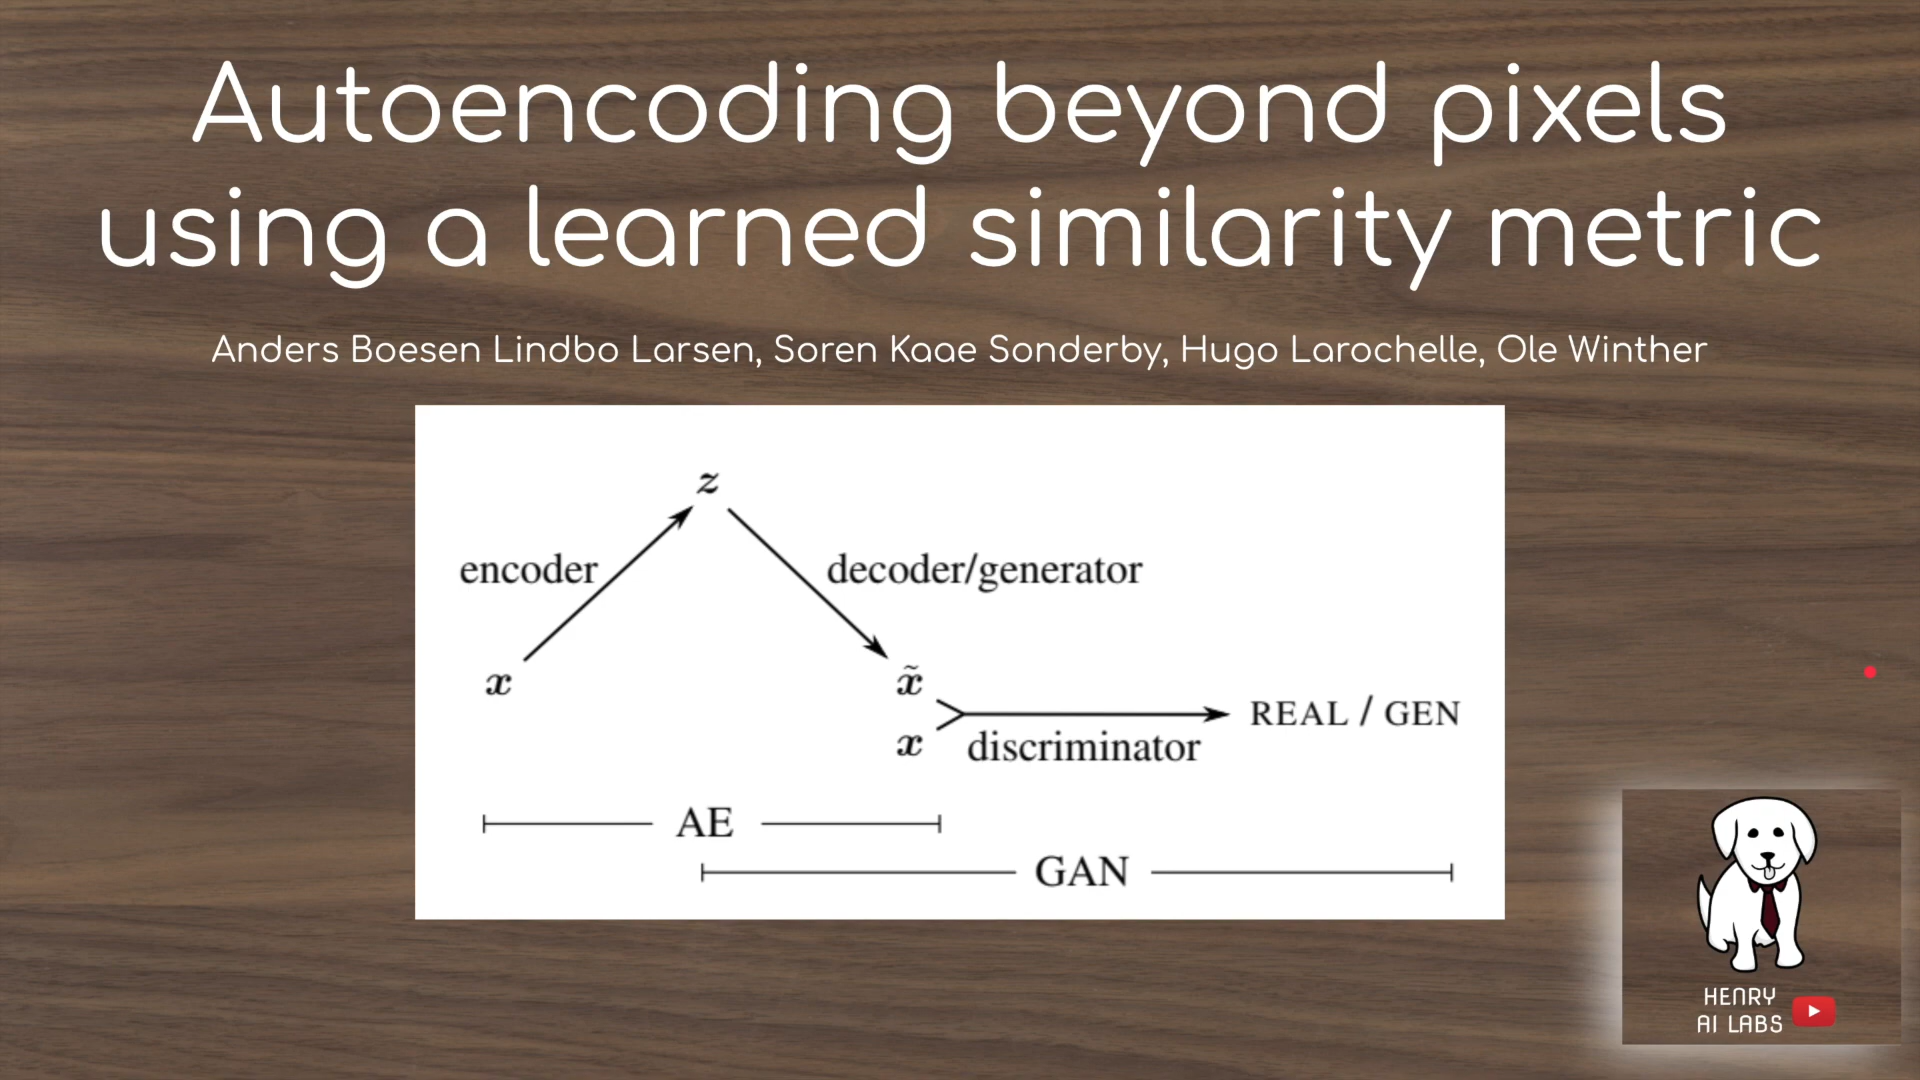 Autoencoding beyond pixels
using a learned similarity metric
Anders Boesen Lindbo Larsen, Soren Kaae Sonderby, Hugo Larochelle, Ole Winther
z
encoder
decoder/generator
x
x̃
x
discriminator
REAL / GEN
AE
GAN
HENRY
AI LABS